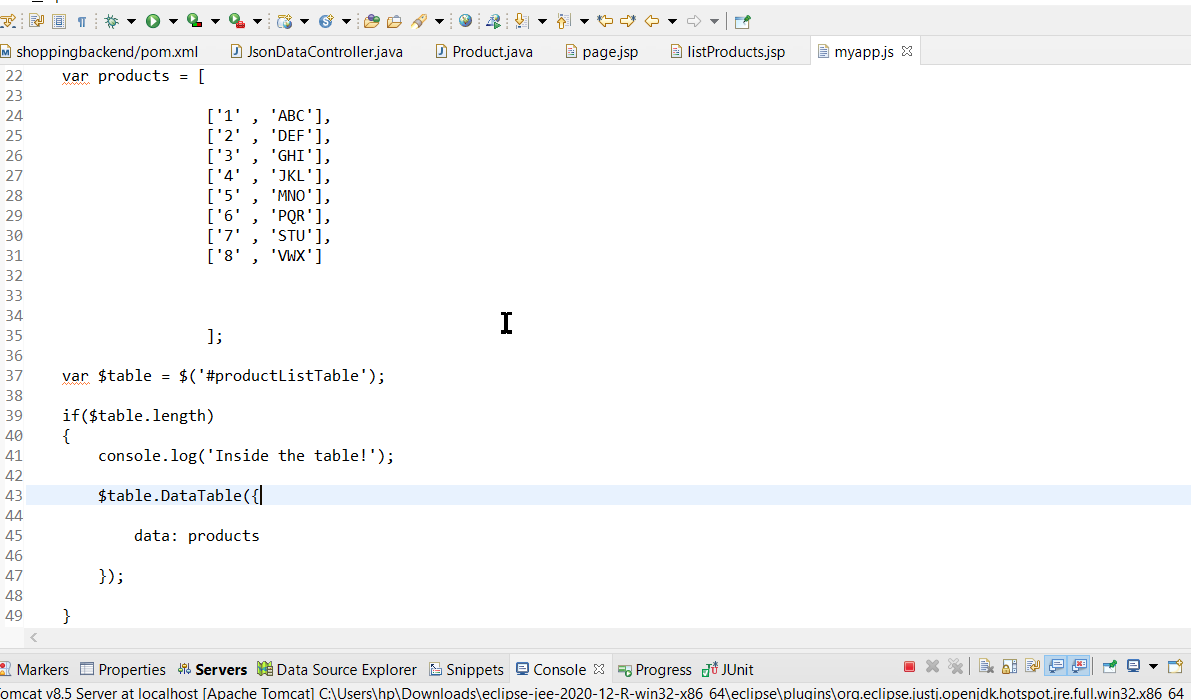 shoppingbackend/pom.xml JsonDataController.java Product.java page.jsp listProducts.jsp myapp.js
22 var products = [
23
24 ['1' , 'ABC'],
25 ['2' , 'DEF'],
26 ['3' , 'GHI'],
27 ['4' , 'JKL'],
28 ['5' , 'MNO'],
29 ['6' , 'PQR'],
30 ['7' , 'STU'],
31 ['8' , 'VWX']
32
33
34
35 ];
36
37 var $table = $('#productListTable');
38
39 if($table.length)
40 {
41 console.log('Inside the table!');
42
43 $table.DataTable({
44
45 data: products
46
47 });
48
49 }
Markers Properties Servers Data Source Explorer Snippets Console Progress JUnit
omcat v8.5 Server at localhost [Apache Tomcat] C:\Users\hp\Downloads\eclipse-jee-2020-12-R-win32-x86_64\eclipse\plugins\org.eclipse.justj.openjdk.hotspot.jre.full.win32.x86_64